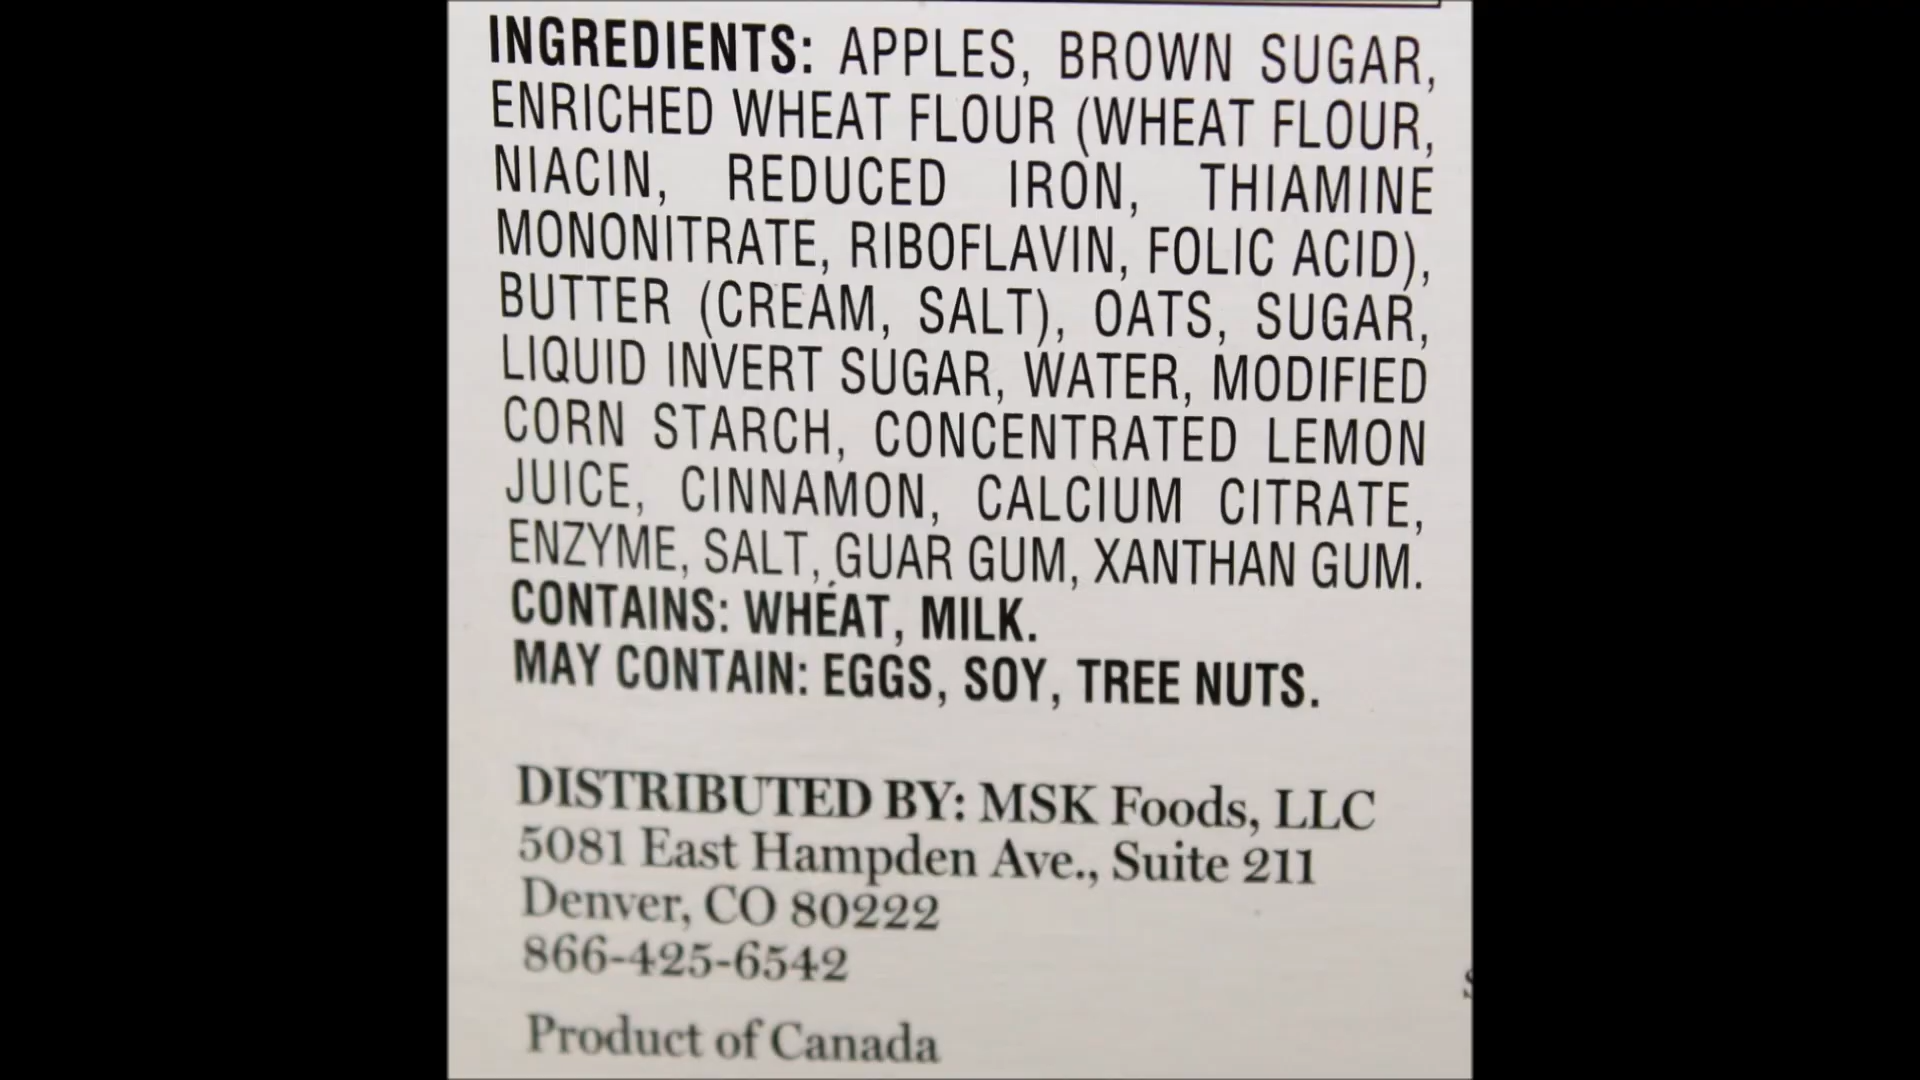 INGREDIENTS: APPLES, BROWN SUGAR,
ENRICHED WHEAT FLOUR (WHEAT FLOUR,
NIACIN, REDUCED IRON, THIAMINE
MONONITRATE, RIBOFLAVIN, FOLIC ACID),
BUTTER (CREAM, SALT), OATS, SUGAR,
LIQUID INVERT SUGAR, WATER, MODIFIED
CORN STARCH, CONCENTRATED LEMON
JUICE, CINNAMON, CALCIUM CITRATE,
ENZYME, SALT, GUAR GUM, XANTHAN GUM.
CONTAINS: WHEAT, MILK.
MAY CONTAIN: EGGS, SOY, TREE NUTS.
DISTRIBUTED BY: MSK Foods, LLC
5081 East Hampden Ave., Suite 211
Denver, CO 80222
866-425-6542
Product of Canada